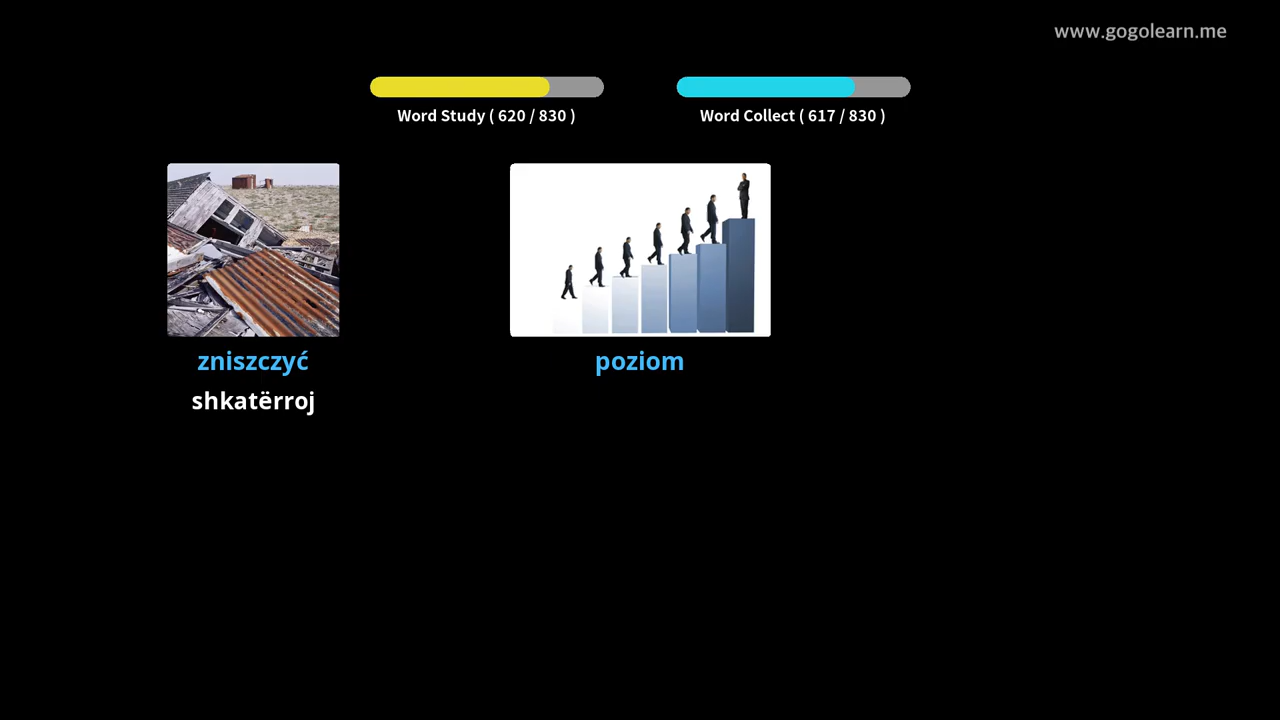 www.gogolearn.me
Word Study ( 620 / 830 )
Word Collect ( 617 / 830 )
zniszczyć
shkatërroj
poziom